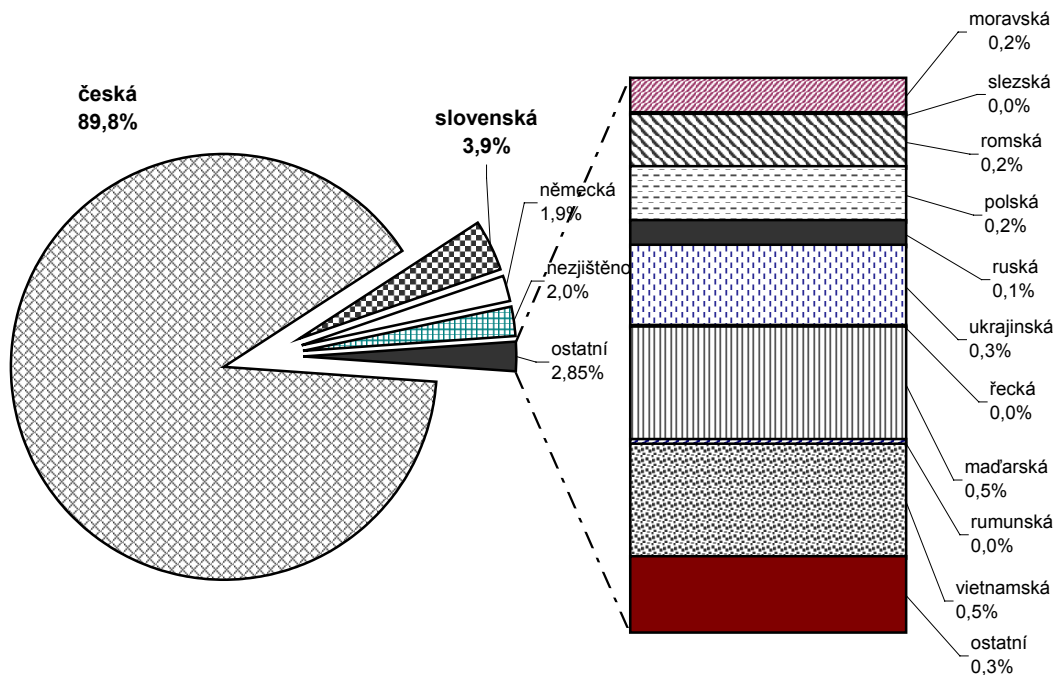 česká
89,8%
slovenská
3,9%
německá
1,9%
nezjištěno
2,0%
ostatní
2,85%
moravská
0,2%
slezská
0,0%
romská
0,2%
polská
0,2%
ruská
0,1%
ukrajinská
0,3%
řecká
0,0%
maďarská
0,5%
rumunská
0,0%
vietnamská
0,5%
ostatní
0,3%